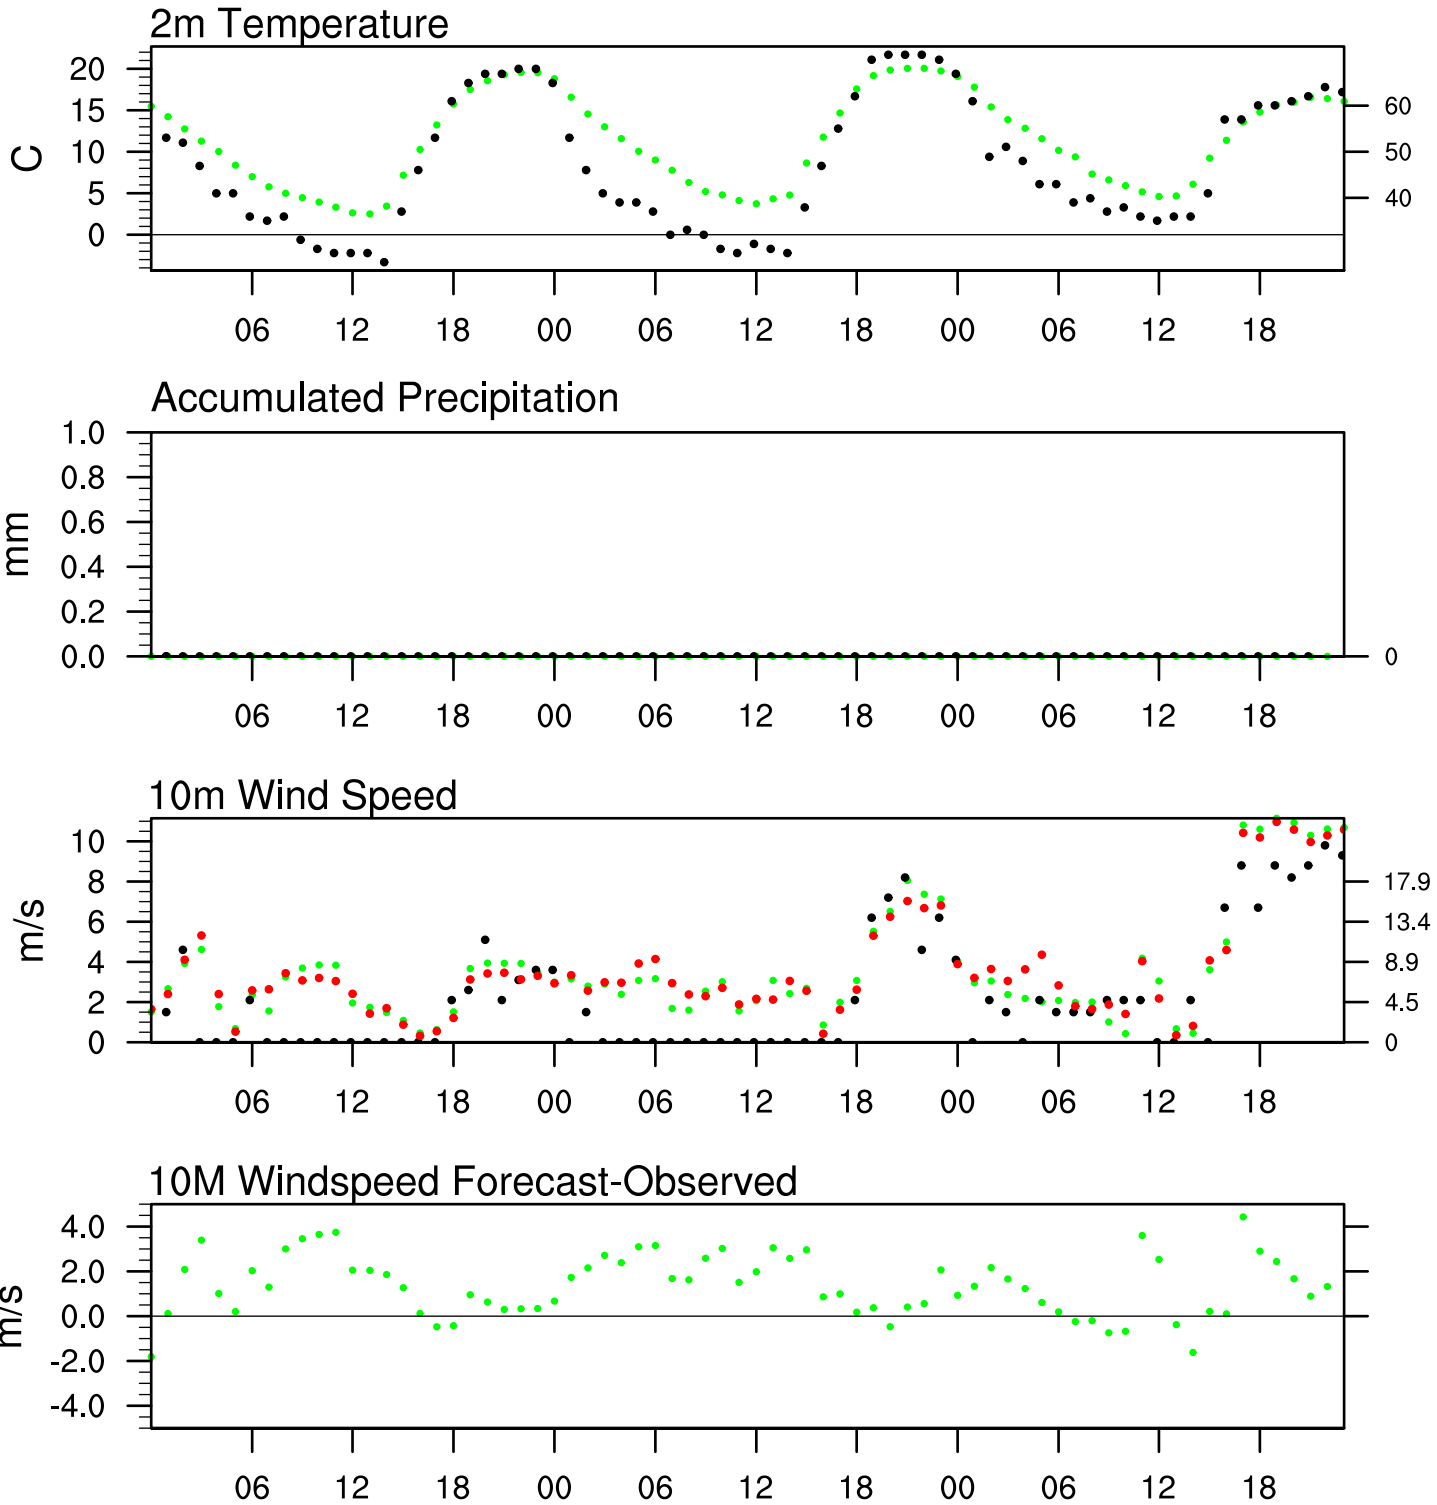 2m Temperature
20
15
10
5
0
C
60
50
40
06 12 18 00 06 12 18 00 06 12 18
Accumulated Precipitation
1.0
0.8
0.6
0.4
0.2
0.0
mm
0
06 12 18 00 06 12 18 00 06 12 18
10m Wind Speed
10
8
6
4
2
0
m/s
17.9
13.4
8.9
4.5
0
06 12 18 00 06 12 18 00 06 12 18
10M Windspeed Forecast-Observed
4.0
2.0
0.0
-2.0
-4.0
m/s
06 12 18 00 06 12 18 00 06 12 18